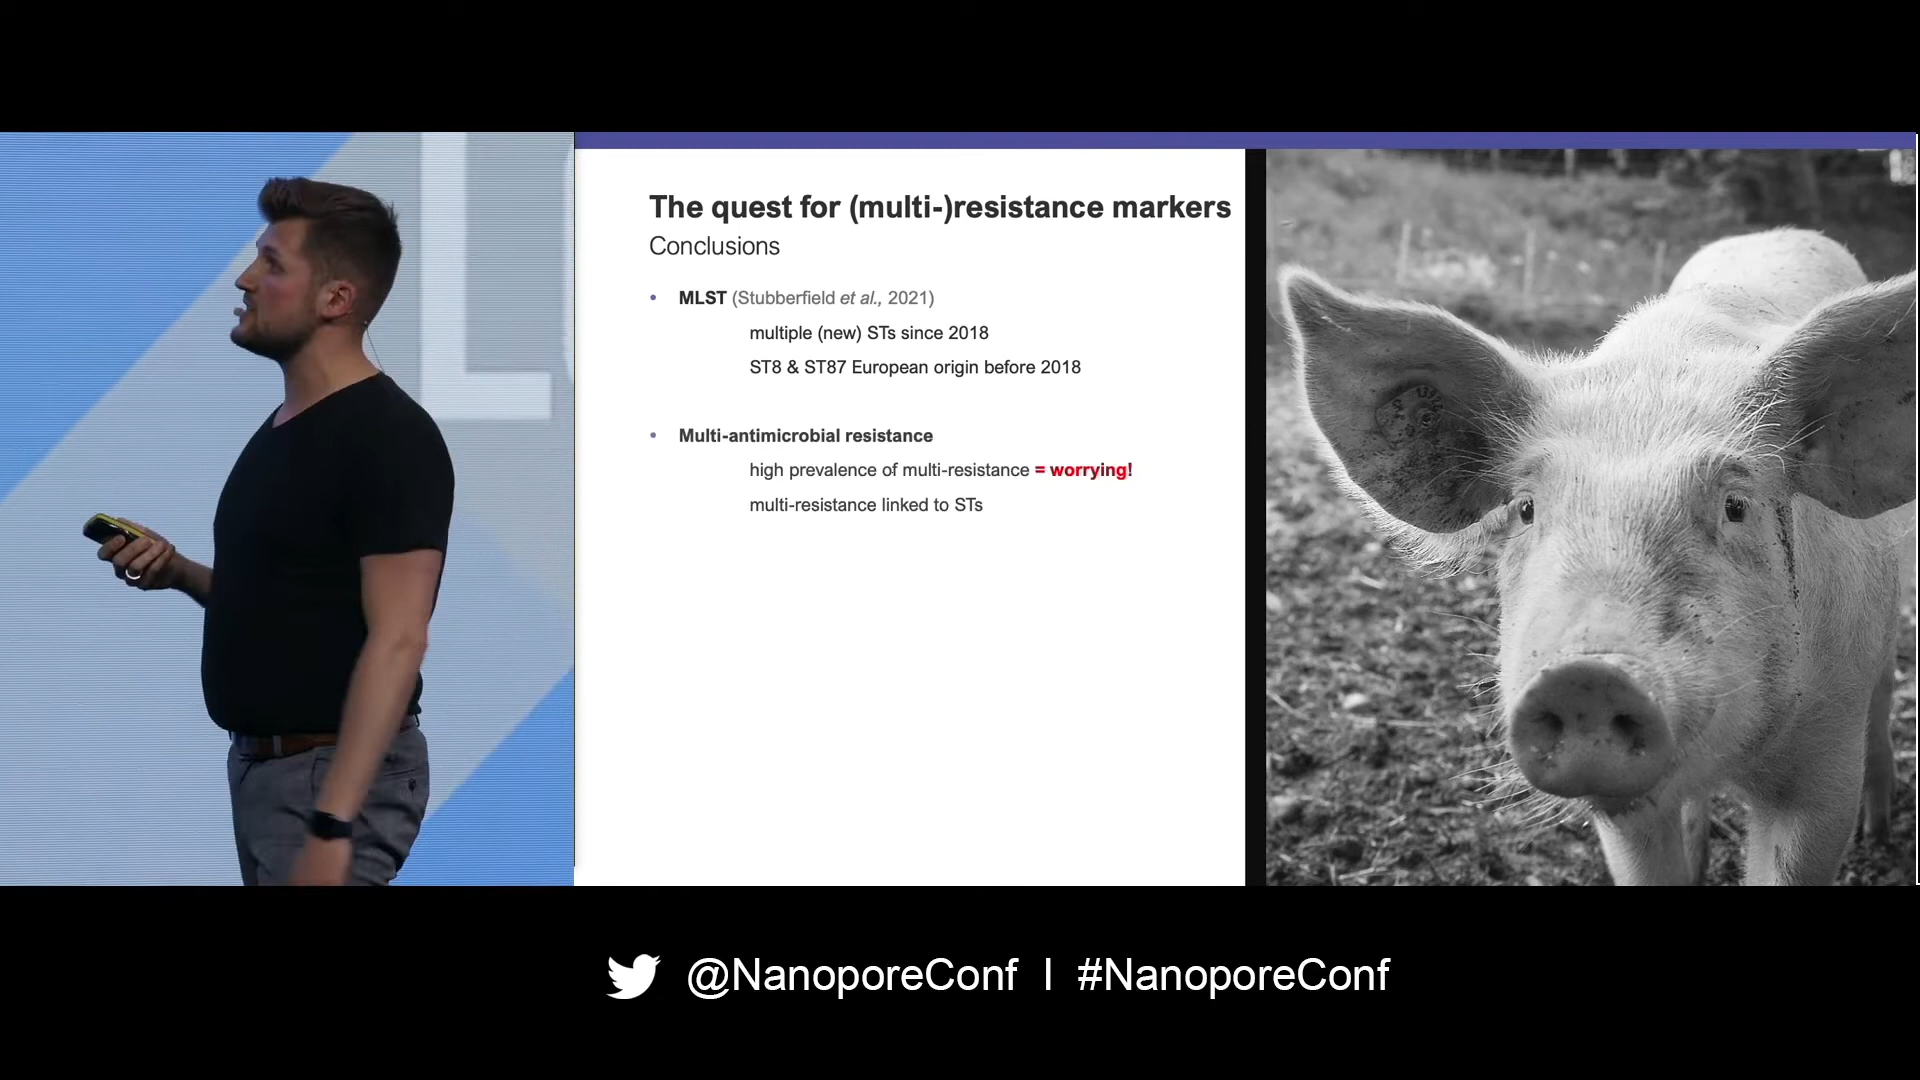 The quest for (multi-)resistance markers
Conclusions
• MLST (Stubberfield et al., 2021)
multiple (new) STs since 2018
ST8 & ST87 European origin before 2018
• Multi-antimicrobial resistance
high prevalence of multi-resistance = worrying!
multi-resistance linked to STs
@NanoporeConf | #NanoporeConf